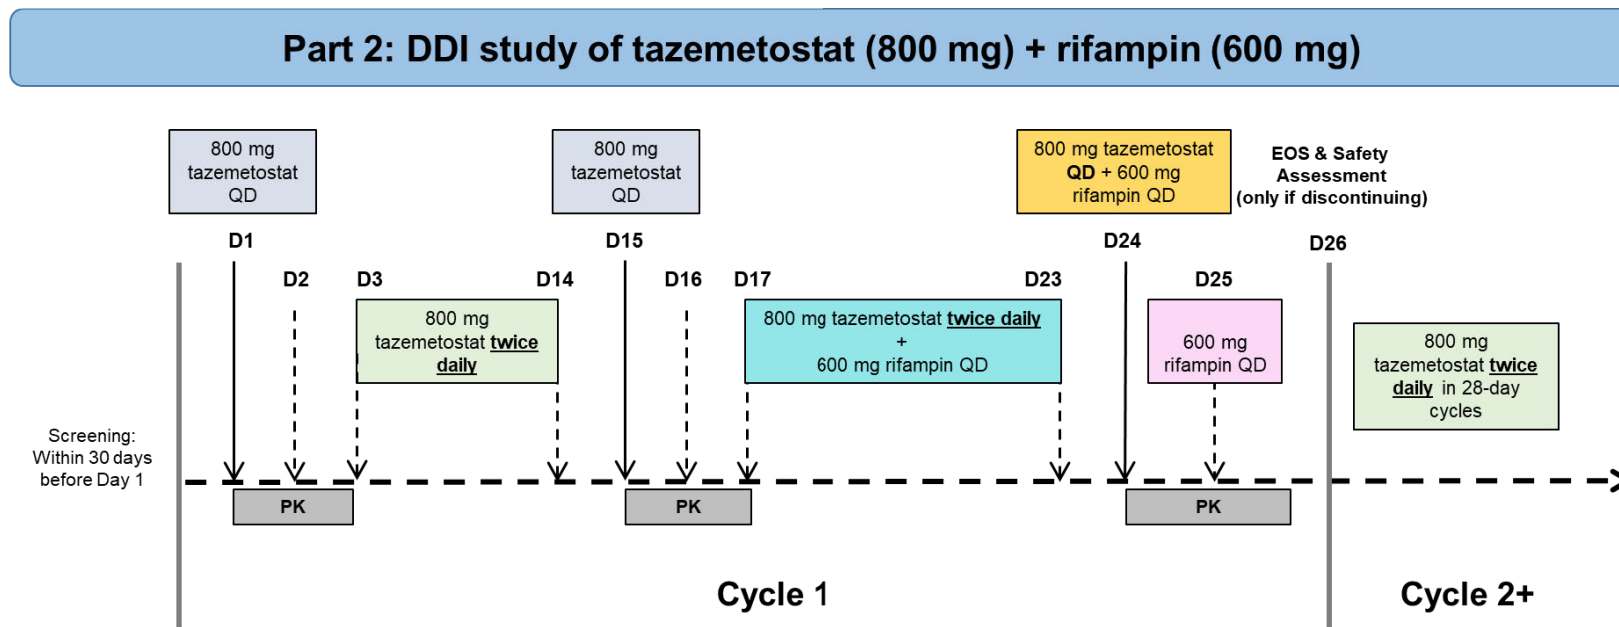 Part 2: DDI study of tazemetostat (800 mg) + rifampin (600 mg)
800 mg
tazemetostat
QD
800 mg
tazemetostat
QD
800 mg tazemetostat
QD + 600 mg
rifampin QD
EOS & Safety
Assessment
(only if discontinuing)
D1
D15
D24
D26
D2
D3
D14
D16
D17
D23
D25
800 mg
tazemetostat twice
daily
800 mg tazemetostat twice daily
+
600 mg rifampin QD
600 mg
rifampin QD
800 mg
tazemetostat twice
daily in 28-day
cycles
Screening:
Within 30 days
before Day 1
PK
PK
PK
Cycle 1
Cycle 2+